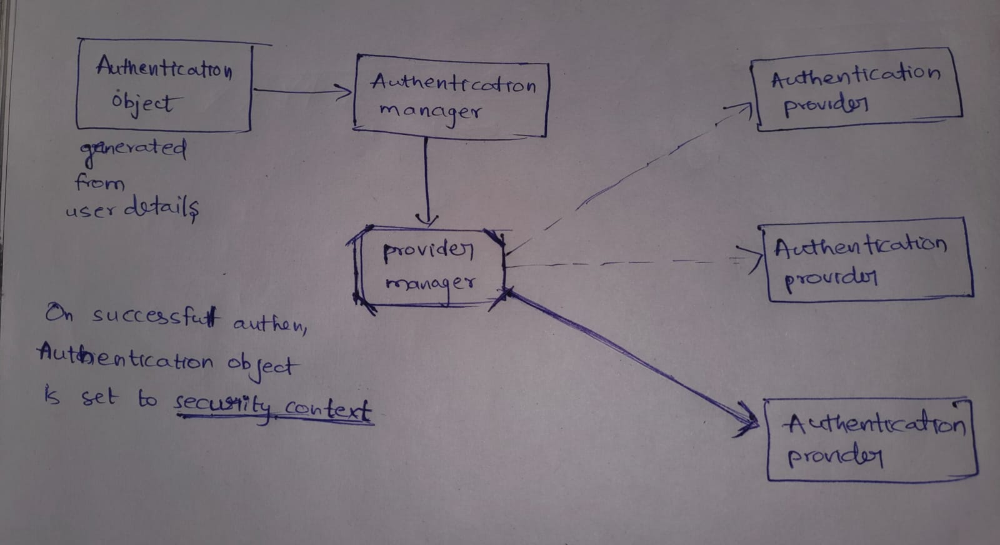 Authentication
object
generated
from
user details
Authentication
manager
provider
manager
Authentication
provider
Authentication
provider
Authentication
provider
On successful authen,
Authentication object
is set to security context